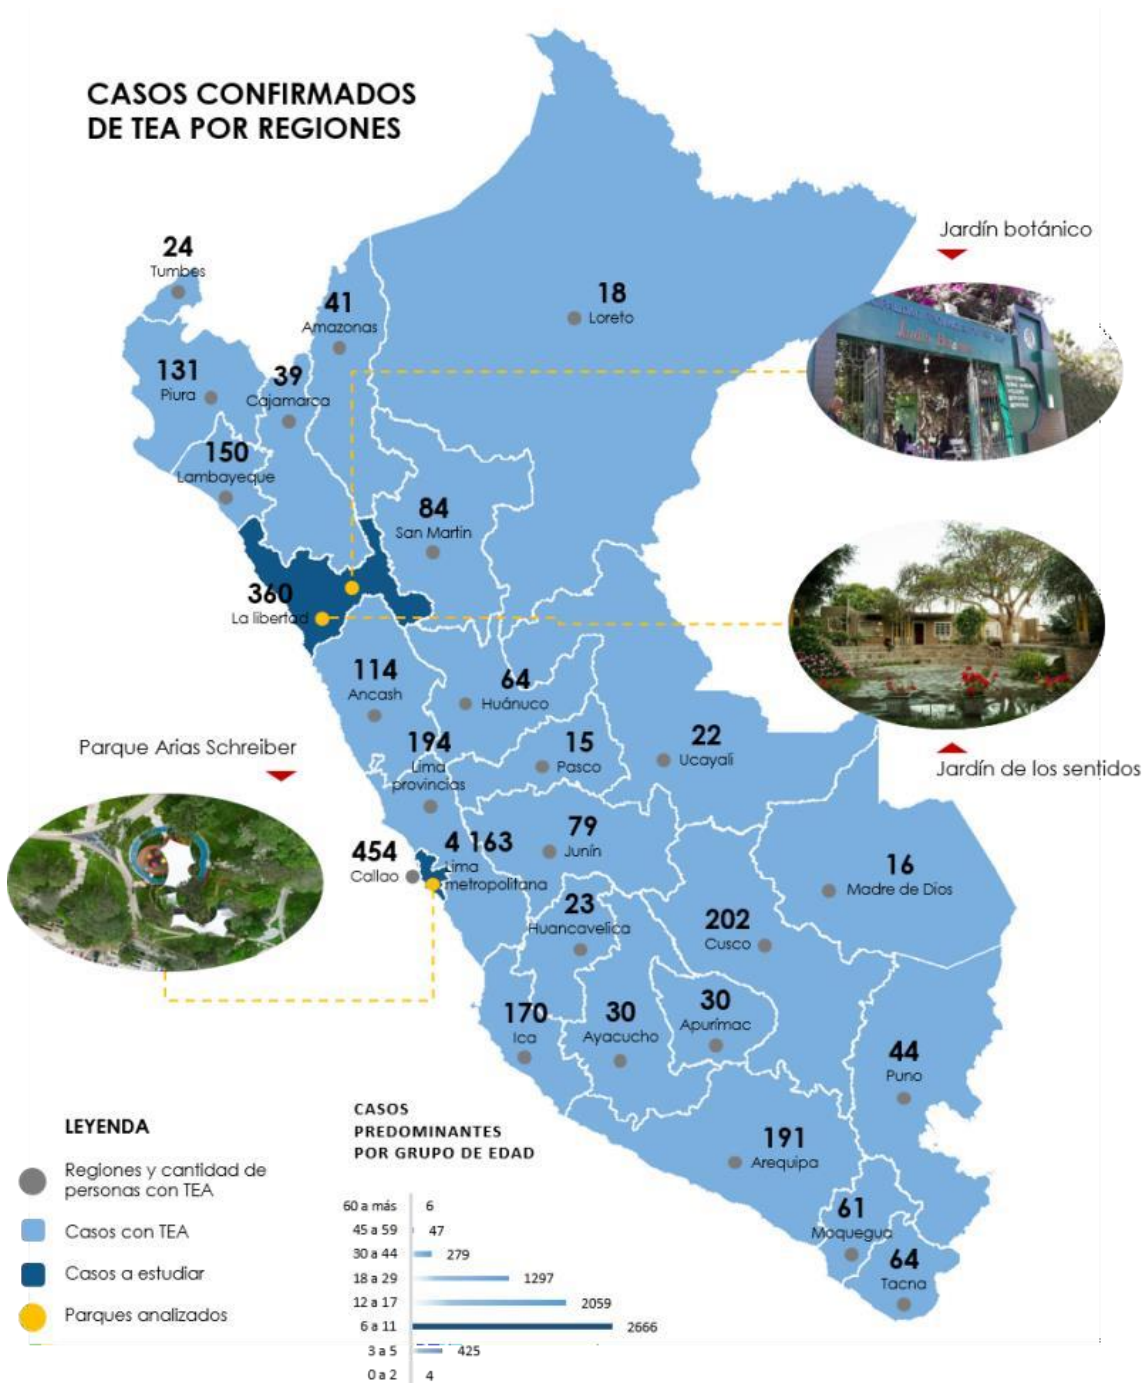 CASOS CONFIRMADOS
DE TEA POR REGIONES
Jardín botánico
24
Tumbes
41
Amazonas
18
Loreto
131
Piura
39
Cajamarca
150
Lambayeque
84
San Martin
360
La libertad
114
Ancash
64
Huánuco
194
Lima
provincias
15
Pasco
22
Ucayali
Jardín de los sentidos
Parque Arias Schreiber
454
Callao
4 163
Lima
metropolitana
79
Junín
16
Madre de Dios
23
Huancavelica
202
Cusco
170
Ica
30
Ayacucho
30
Apurímac
44
Puno
191
Arequipa
61
Moquegua
64
Tacna
LEYENDA
Regiones y cantidad de
personas con TEA
Casos con TEA
Casos a estudiar
Parques analizados
CASOS
PREDOMINANTES
POR GRUPO DE EDAD
60 a más 6
45 a 59 47
30 a 44 279
18 a 29 1297
12 a 17 2059
6 a 11 2666
3 a 5 425
0 a 2 4